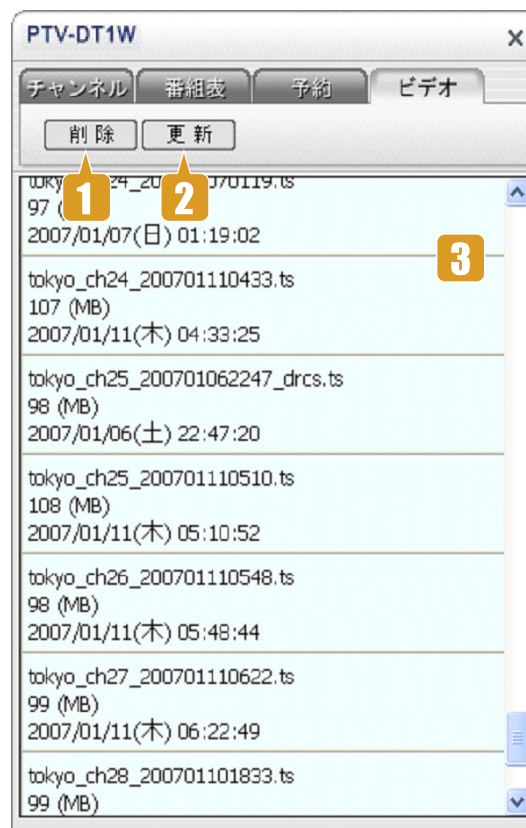 PTV-DT1W
チャンネル 番組表 予約 ビデオ
削除 更新
1 2
97
2007/01/07(日) 01:19:02
3
tokyo_ch24_200701110433.ts
107 (MB)
2007/01/11(木) 04:33:25
tokyo_ch25_200701062247_drcs.ts
98 (MB)
2007/01/06(土) 22:47:20
tokyo_ch25_200701110510.ts
108 (MB)
2007/01/11(木) 05:10:52
tokyo_ch26_200701110548.ts
98 (MB)
2007/01/11(木) 05:48:44
tokyo_ch27_200701110622.ts
99 (MB)
2007/01/11(木) 06:22:49
tokyo_ch28_200701101833.ts
99 (MB)